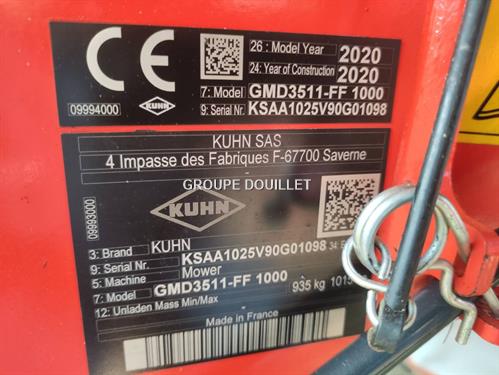 CE
26: Model Year 2020
24: Year of Construction 2020
7: Model GMD3511-FF 1000
9: Serial Nr. KSAA1025V90G01098
09994000
KUHN
KUHN SAS
4 Impasse des Fabriques F-67700 Saverne
GROUPE DOUILLET
KUHN
09993000
3: Brand KUHN
9: Serial Nr. KSAA1025V90G01098
5: Machine Mower
7: Model GMD3511-FF 1000
12: Unladen Mass Min/Max 935 kg
Made in France